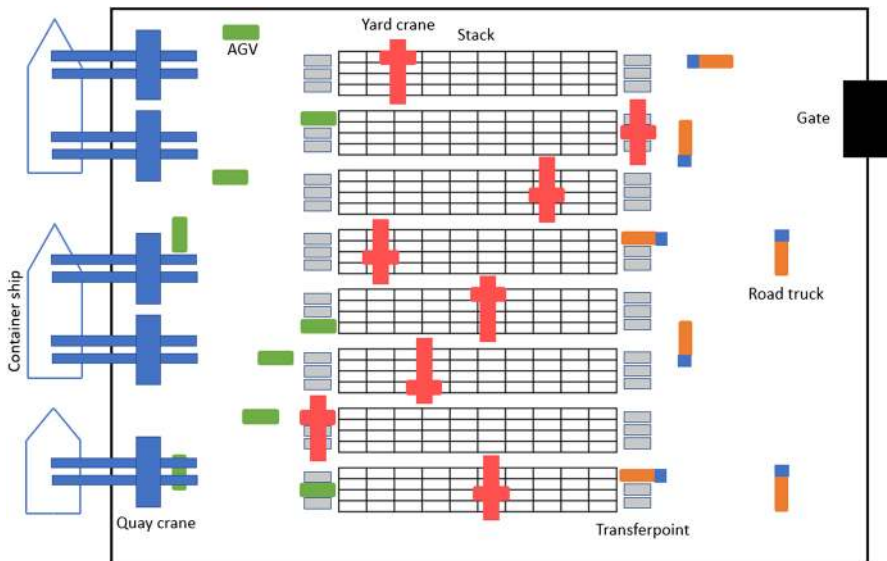 Yard crane
AGV
Stack
Gate
Container ship
Road truck
Quay crane
Transferpoint